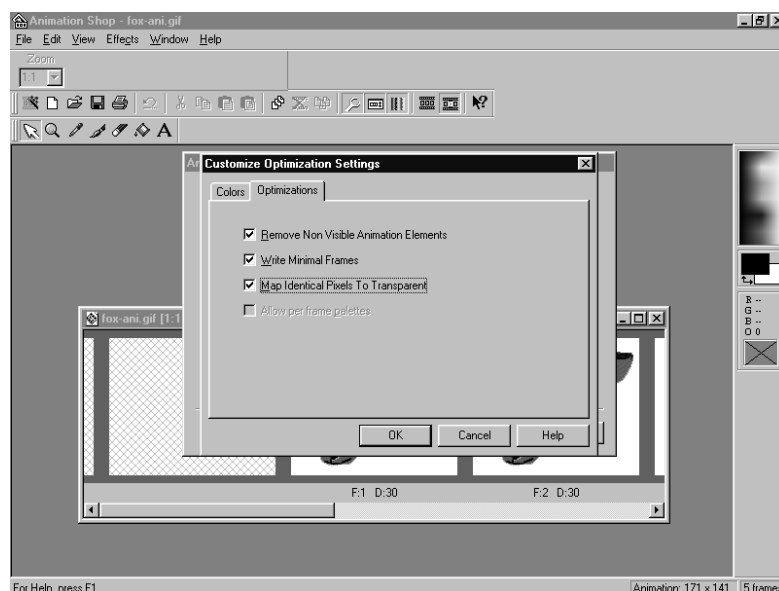 Animation Shop - fox-ani.gif
File Edit View Effects Window Help
Zoom
1:1
Customize Optimization Settings
Colors Optimizations
Remove Non Visible Animation Elements
Write Minimal Frames
Map Identical Pixels To Transparent
Allow per frame palettes
OK Cancel Help
fox-ani.gif [1:1
F:1 D:30 F:2 D:30
R --
G --
B --
O 0
For Help, press F1
Animation: 171 x 141 5 frame